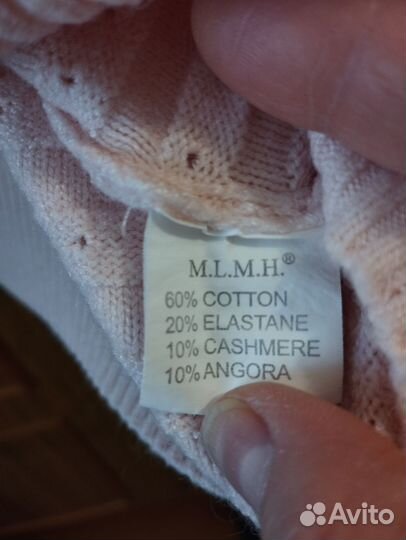 M.L.M.H.®
60% COTTON
20% ELASTANE
10% CASHMERE
10% ANGORA
Avito